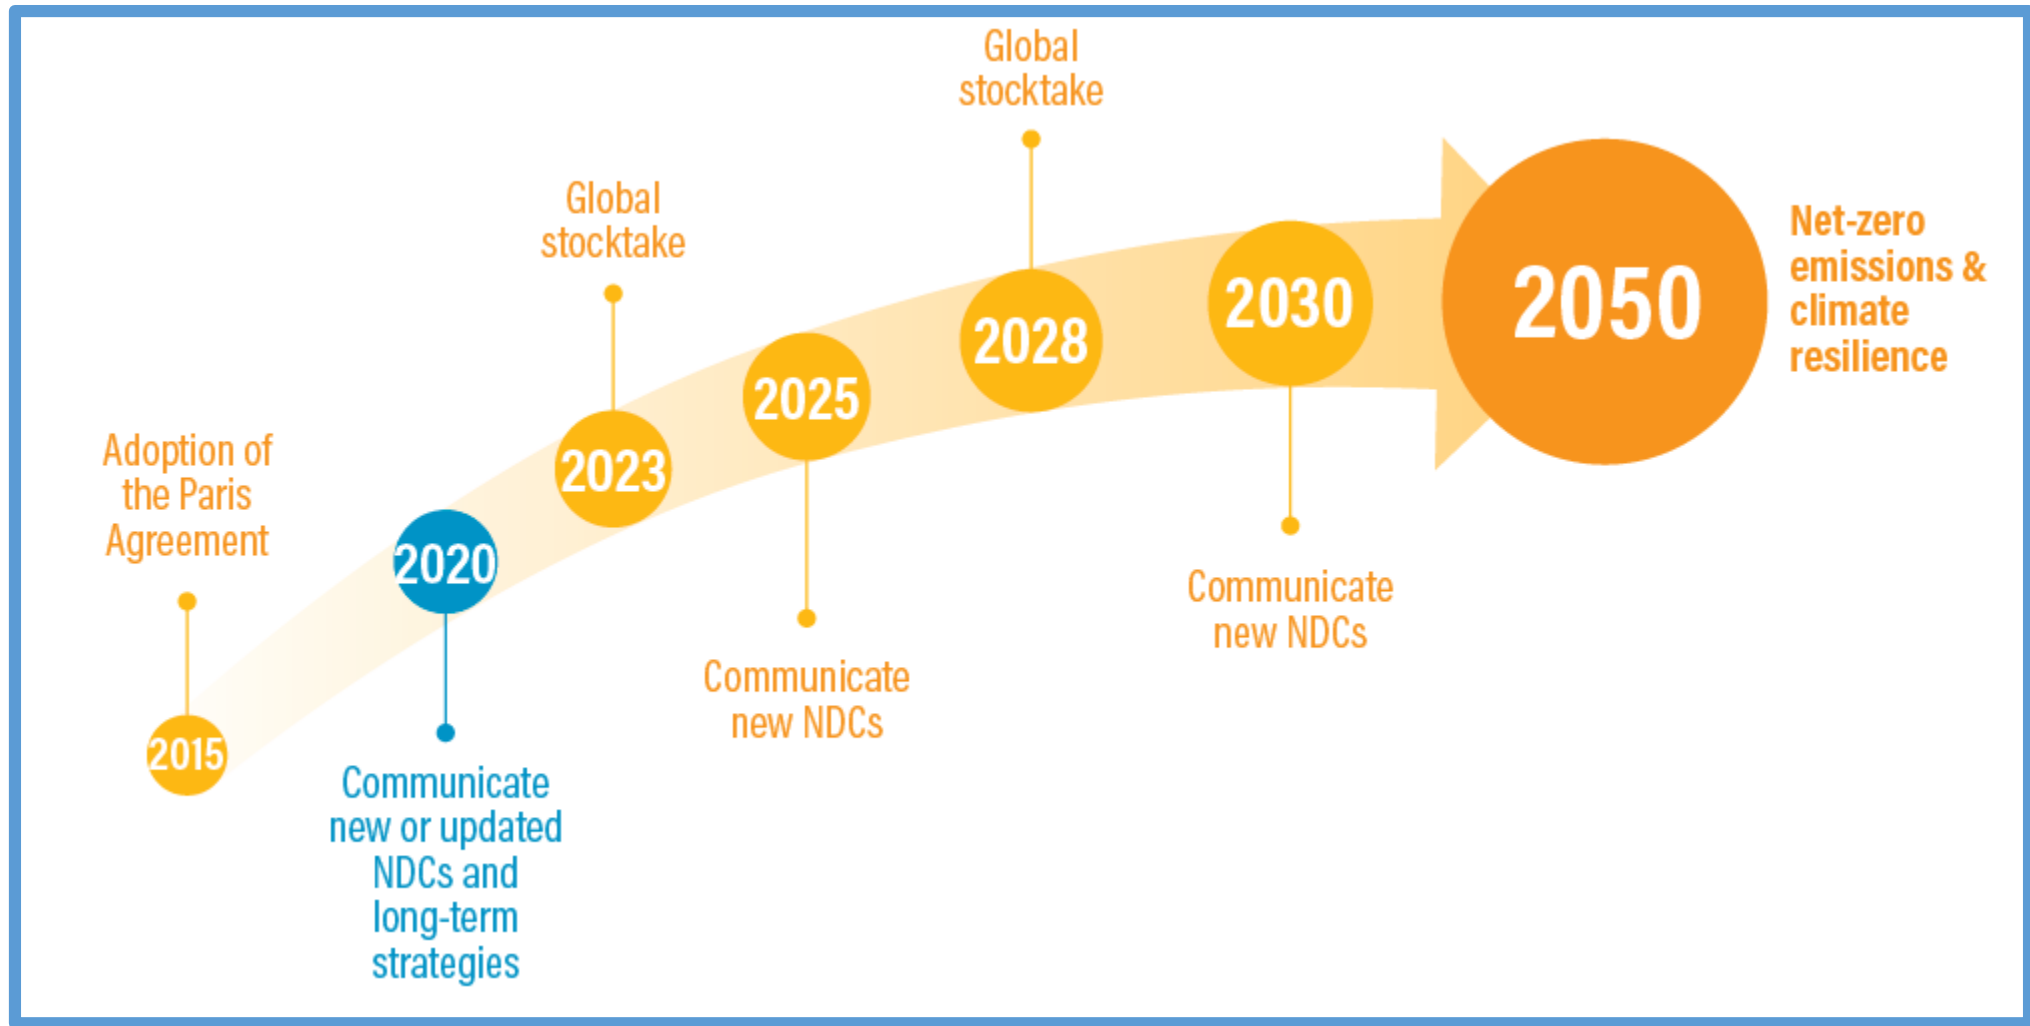 Adoption of
the Paris
Agreement
2015
2020
Communicate
new or updated
NDCs and
long-term
strategies
Global
stocktake
2023
2025
Communicate
new NDCs
Global
stocktake
2028
2030
Communicate
new NDCs
2050
Net-zero
emissions &
climate
resilience